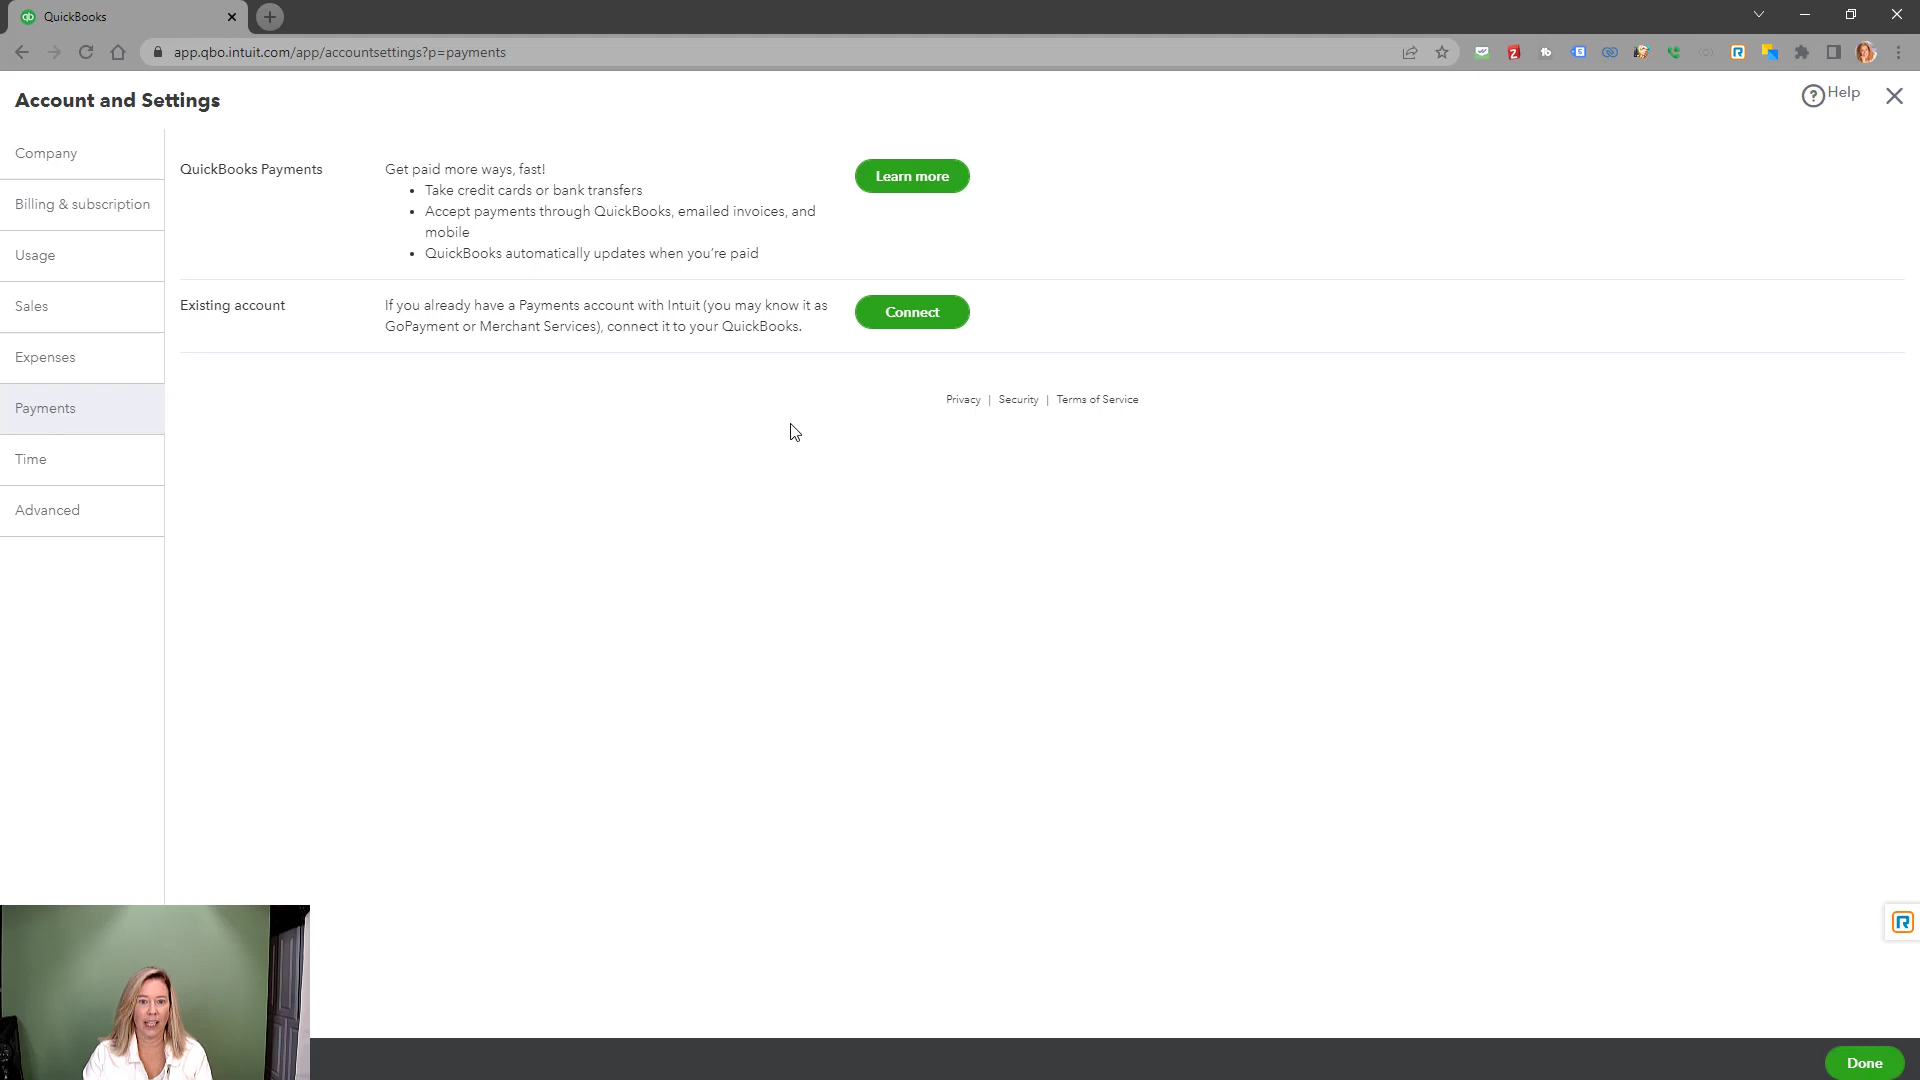 QuickBooks
app.qbo.intuit.com/app/accountsettings?p=payments
Account and Settings
Help
Company
Billing & subscription
Usage
Sales
Expenses
Payments
Time
Advanced
QuickBooks Payments
Get paid more ways, fast!
• Take credit cards or bank transfers
• Accept payments through QuickBooks, emailed invoices, and
mobile
• QuickBooks automatically updates when you’re paid
Learn more
Existing account
If you already have a Payments account with Intuit (you may know it as
GoPayment or Merchant Services), connect it to your QuickBooks.
Connect
Privacy | Security | Terms of Service
Done